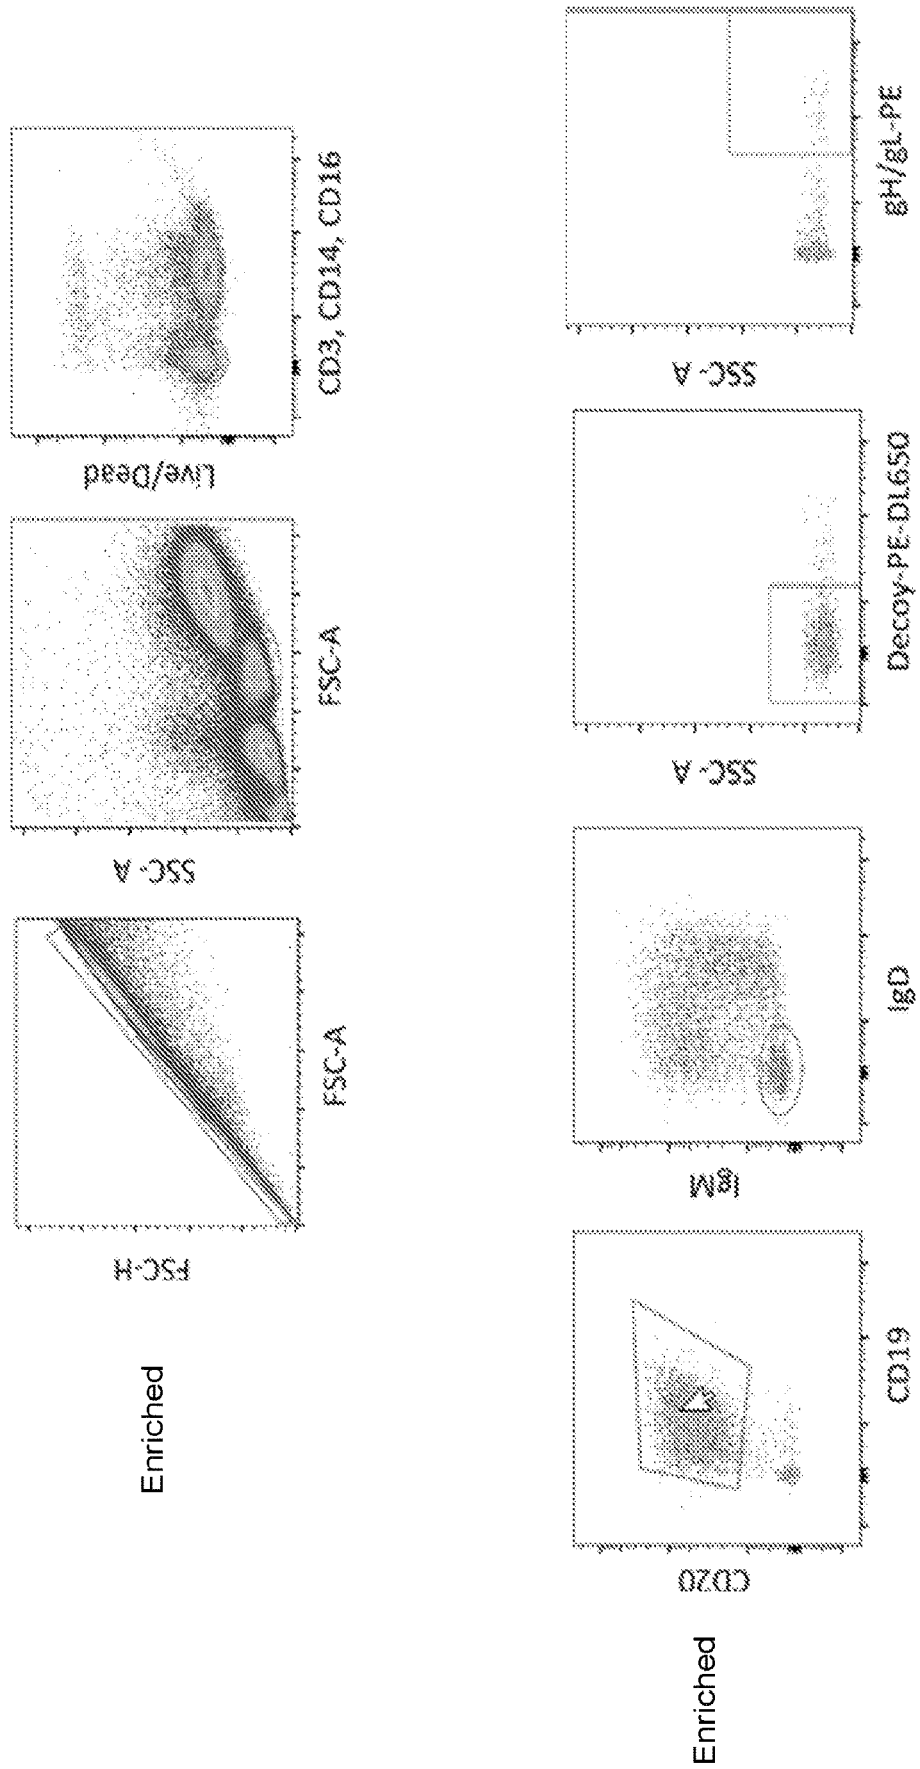 Enriched
FSC-H
FSC-A
SSC-A
FSC-A
Live/Dead
CD3, CD14, CD16
Enriched
CD20
CD19
IgM
IgD
SSC-A
Decoy-PE-DL650
SSC-A
gH/gL-PE